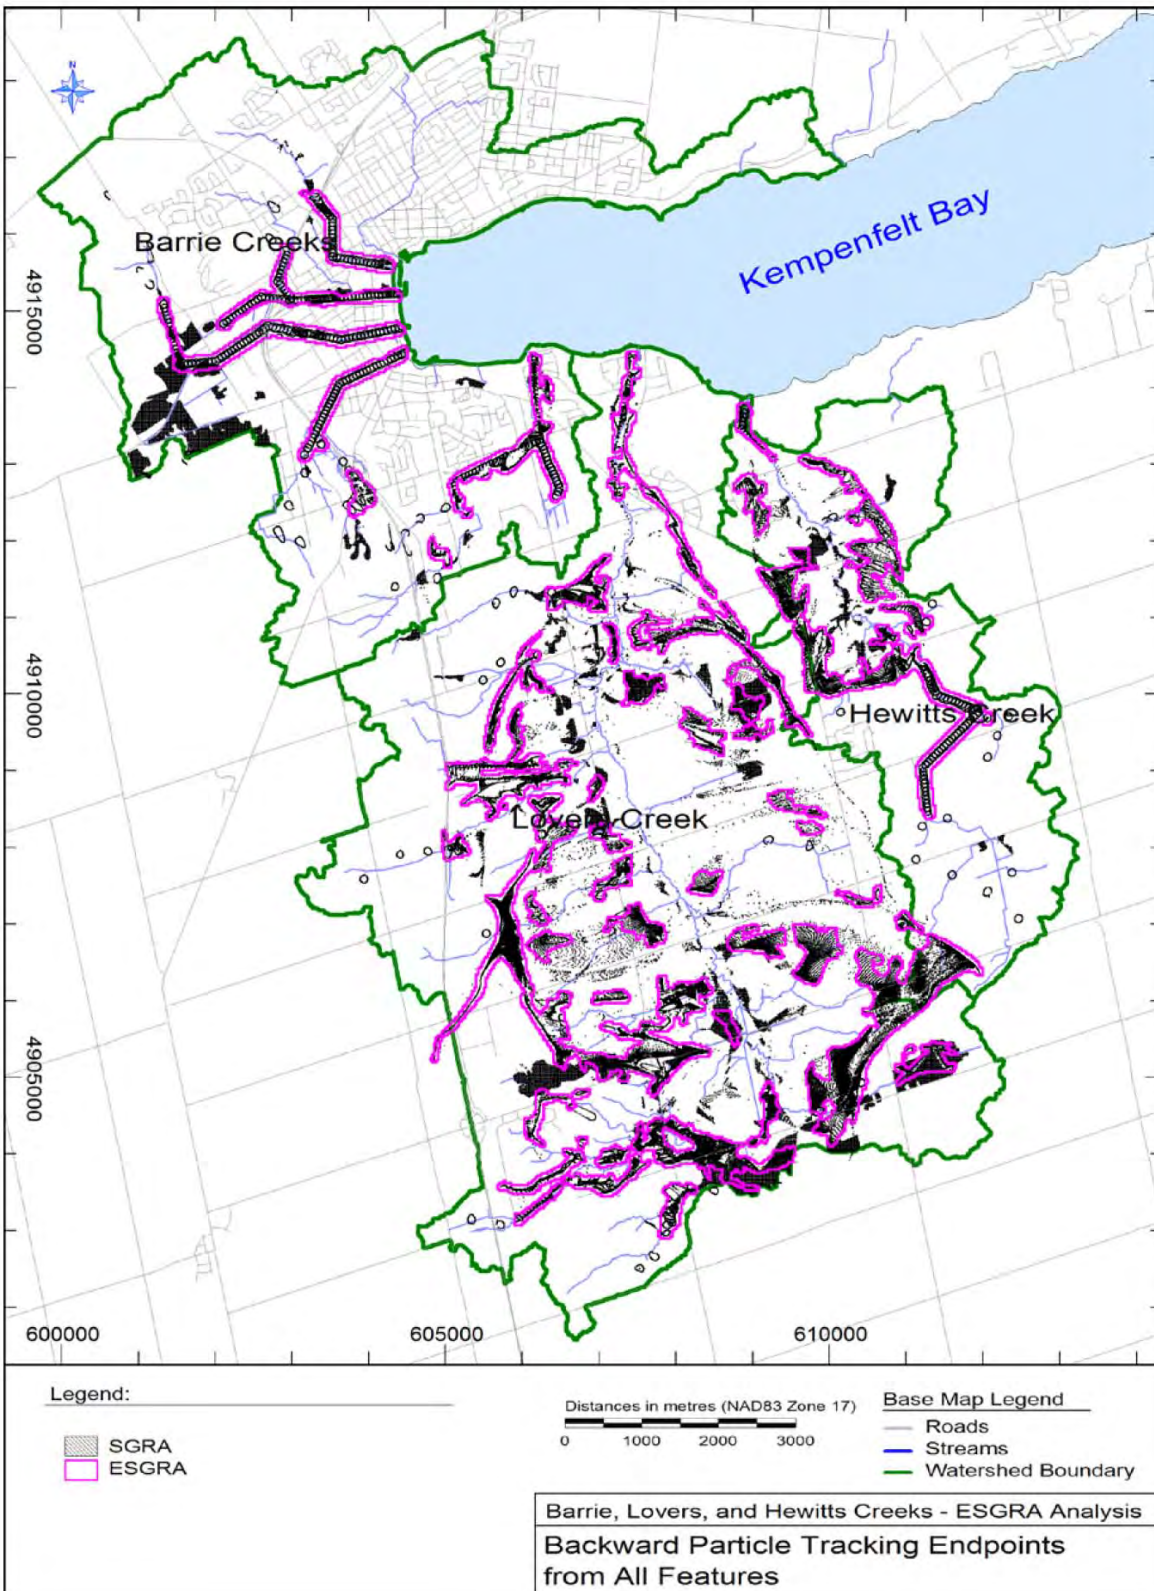 N
Kempenfelt Bay
Barrie Creeks
4915000
4910000
Hewitts Creek
Lovers Creek
4905000
600000
605000
610000
Legend:
SGRA
ESGRA
Distances in metres (NAD83 Zone 17)
0 1000 2000 3000
Base Map Legend
Roads
Streams
Watershed Boundary
Barrie, Lovers, and Hewitts Creeks - ESGRA Analysis
Backward Particle Tracking Endpoints
from All Features